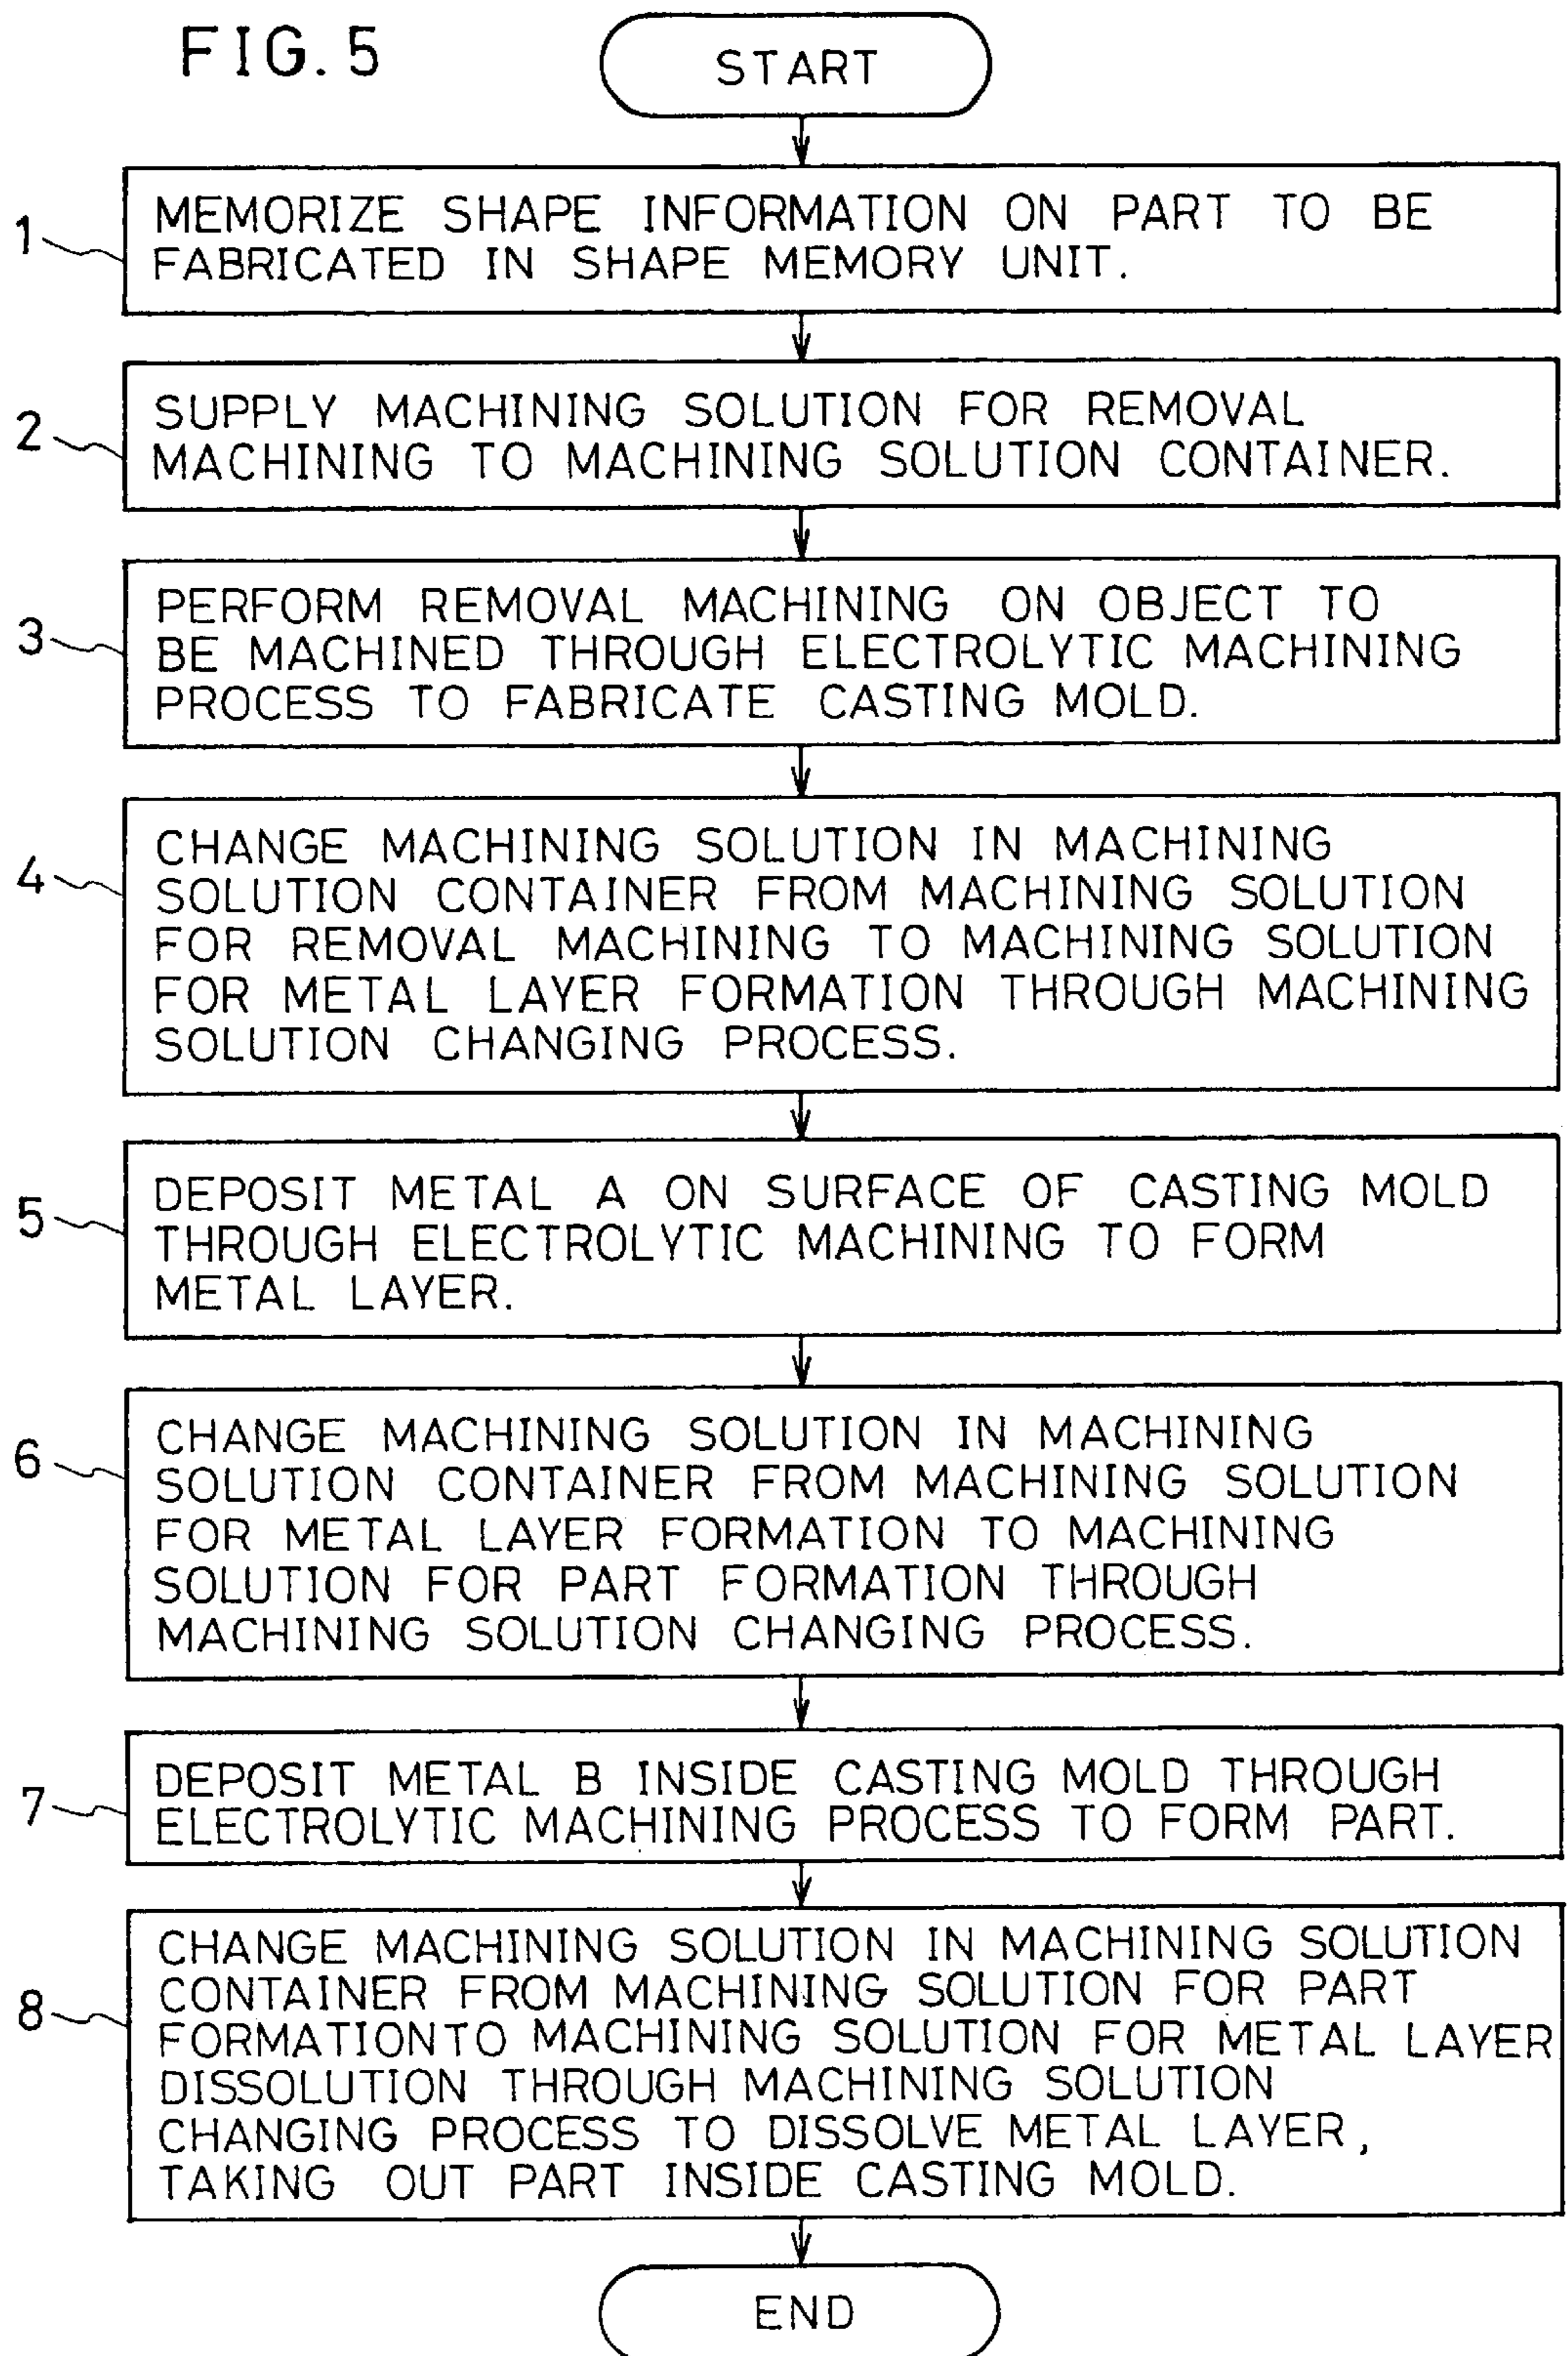 FIG. 5
START
1
MEMORIZE SHAPE INFORMATION ON PART TO BE
FABRICATED IN SHAPE MEMORY UNIT.
2
SUPPLY MACHINING SOLUTION FOR REMOVAL
MACHINING TO MACHINING SOLUTION CONTAINER.
3
PERFORM REMOVAL MACHINING ON OBJECT TO
BE MACHINED THROUGH ELECTROLYTIC MACHINING
PROCESS TO FABRICATE CASTING MOLD.
4
CHANGE MACHINING SOLUTION IN MACHINING
SOLUTION CONTAINER FROM MACHINING SOLUTION
FOR REMOVAL MACHINING TO MACHINING SOLUTION
FOR METAL LAYER FORMATION THROUGH MACHINING
SOLUTION CHANGING PROCESS.
5
DEPOSIT METAL A ON SURFACE OF CASTING MOLD
THROUGH ELECTROLYTIC MACHINING TO FORM
METAL LAYER.
6
CHANGE MACHINING SOLUTION IN MACHINING
SOLUTION CONTAINER FROM MACHINING SOLUTION
FOR METAL LAYER FORMATION TO MACHINING
SOLUTION FOR PART FORMATION THROUGH
MACHINING SOLUTION CHANGING PROCESS.
7
DEPOSIT METAL B INSIDE CASTING MOLD THROUGH
ELECTROLYTIC MACHINING PROCESS TO FORM PART.
8
CHANGE MACHINING SOLUTION IN MACHINING SOLUTION
CONTAINER FROM MACHINING SOLUTION FOR PART
FORMATIONTO MACHINING SOLUTION FOR METAL LAYER
DISSOLUTION THROUGH MACHINING SOLUTION
CHANGING PROCESS TO DISSOLVE METAL LAYER,
TAKING OUT PART INSIDE CASTING MOLD.
END